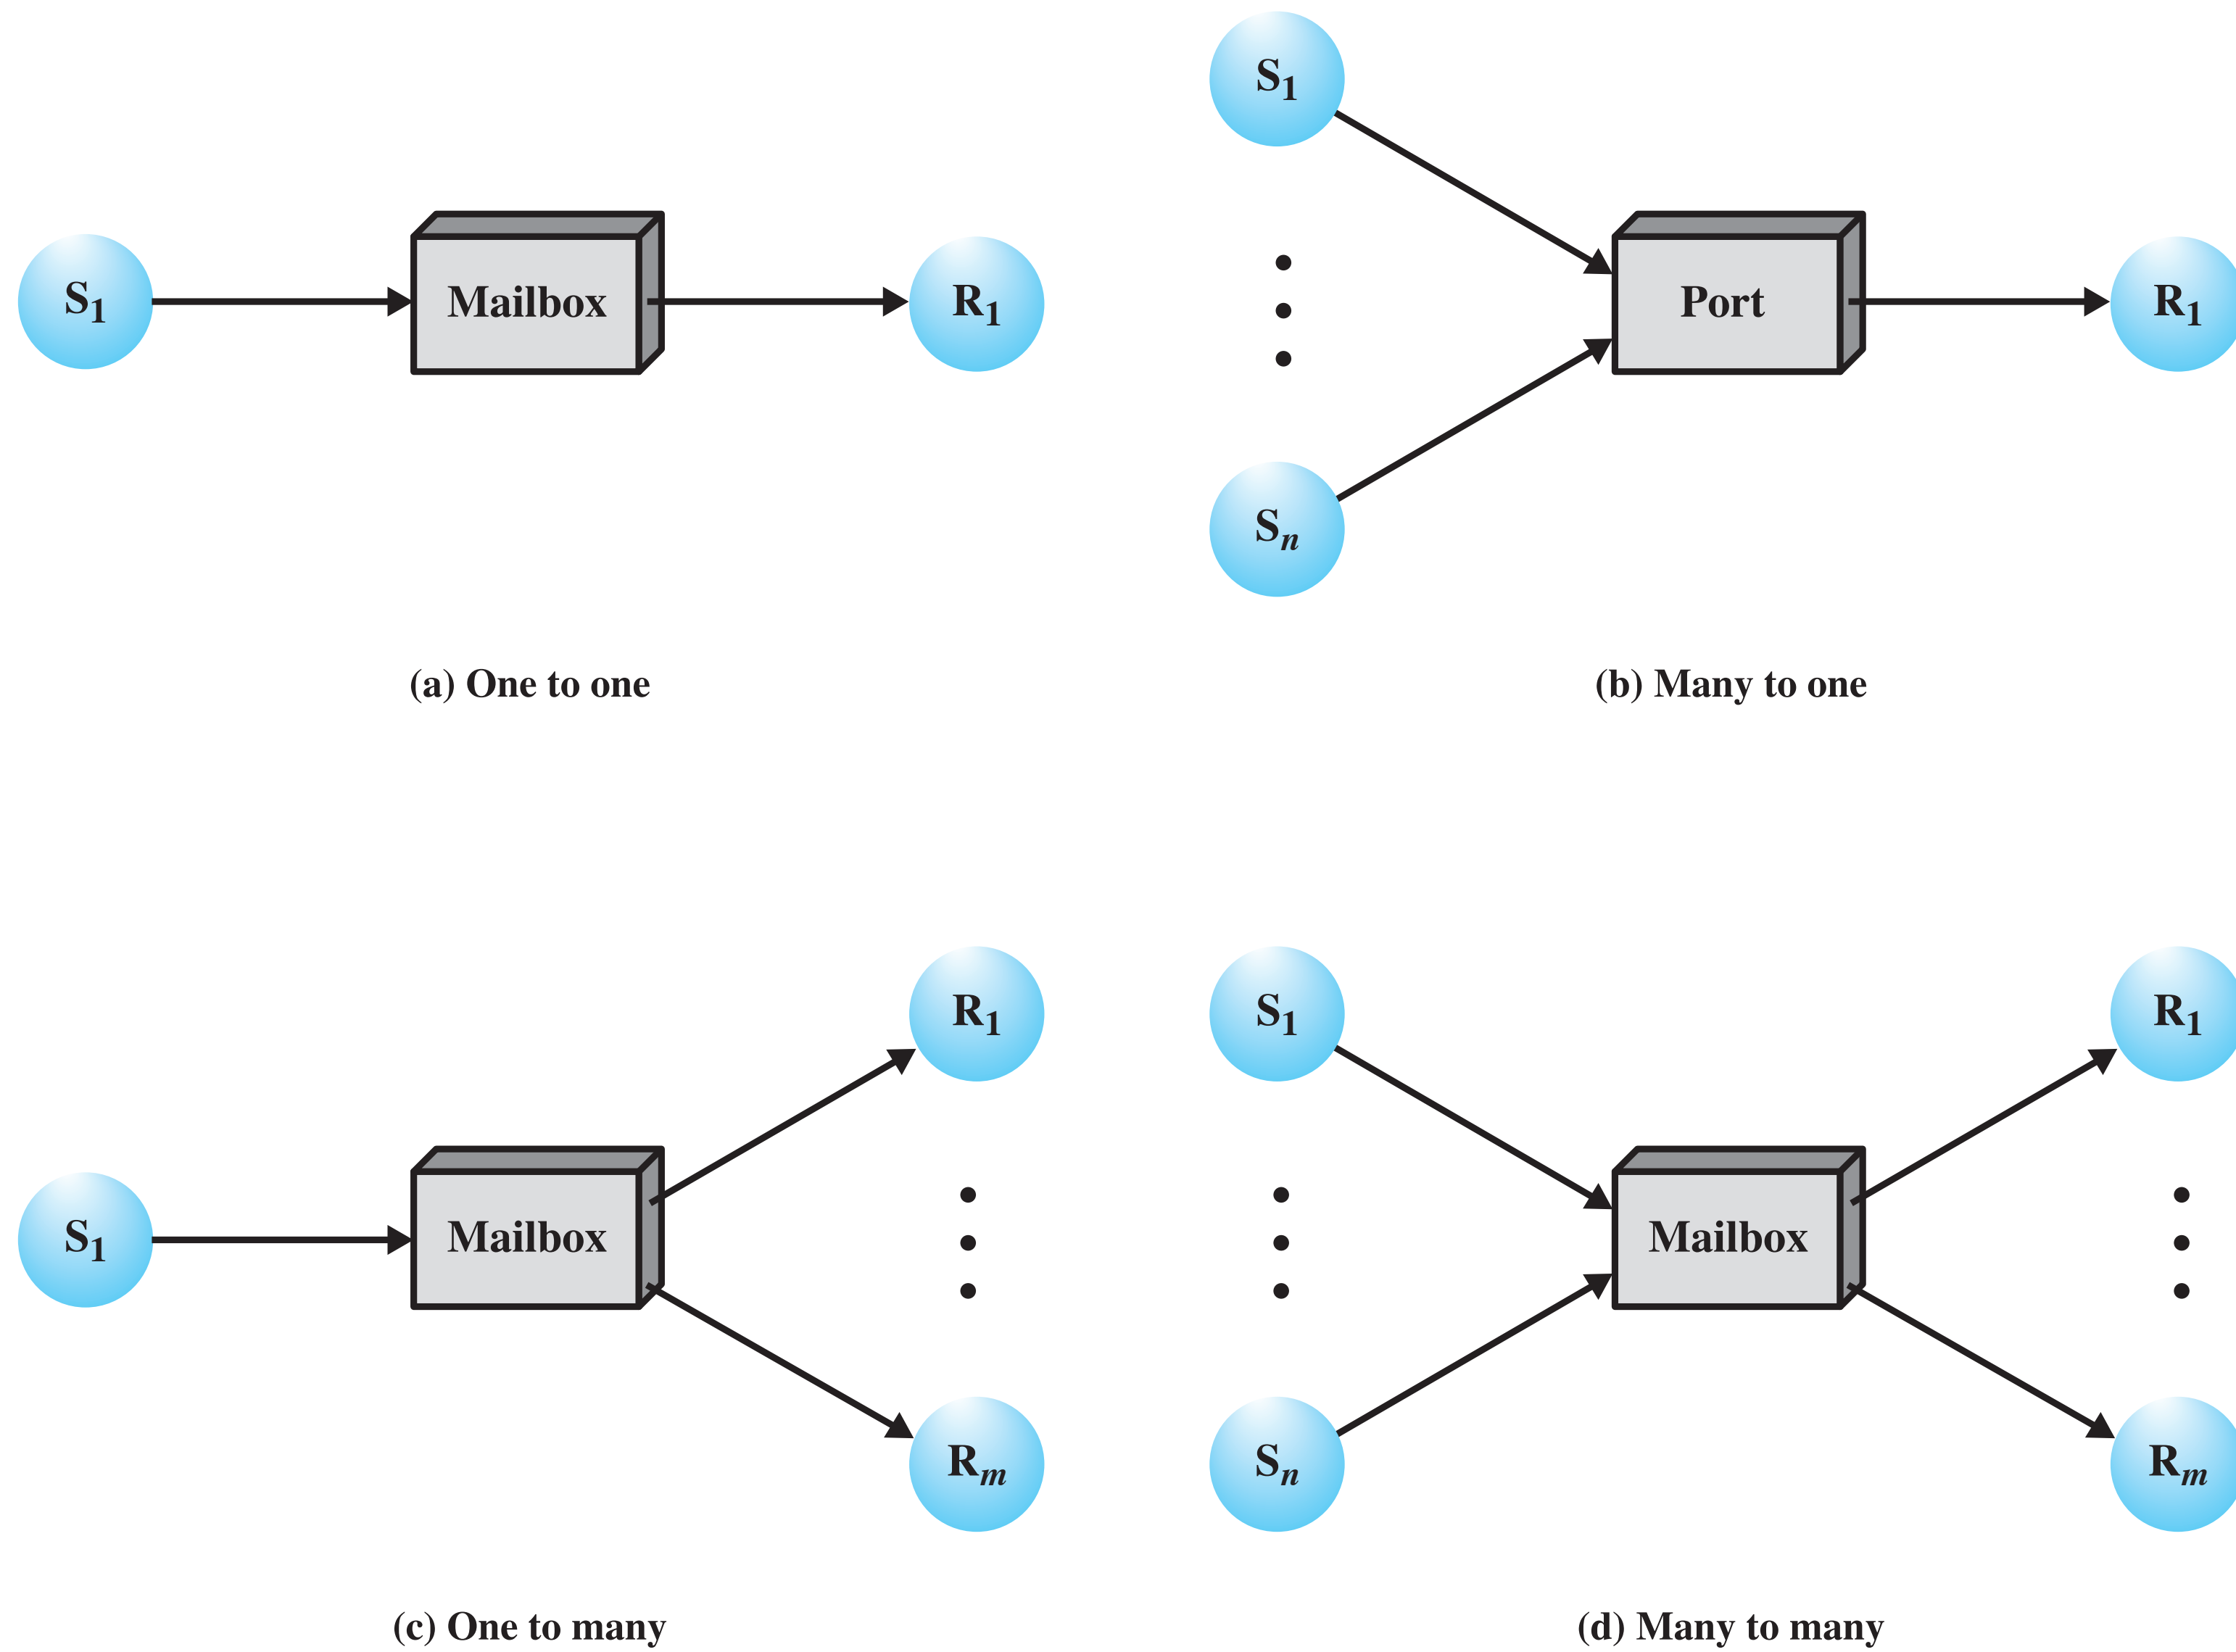 S1 Mailbox R1
S1
Port R1
Sn
(a) One to one
(b) Many to one
R1
S1 Mailbox
Rm
S1 R1
Mailbox
Sn Rm
(c) One to many
(d) Many to many